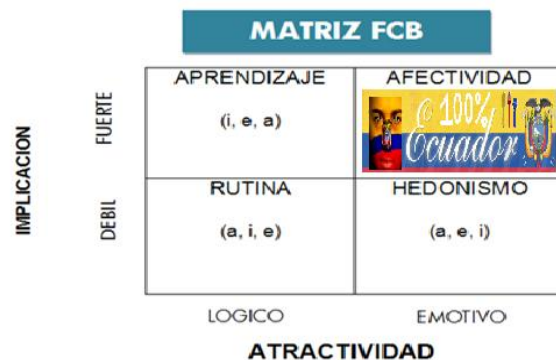 MATRIZ FCB
APRENDIZAJE
AFECTIVIDAD
(i, e, a)
100%
Ecuador
FUERTE
IMPLICACION
DEBIL
RUTINA
HEDONISMO
(a, i, e)
(a, e, i)
LOGICO
EMOTIVO
ATRACTIVIDAD